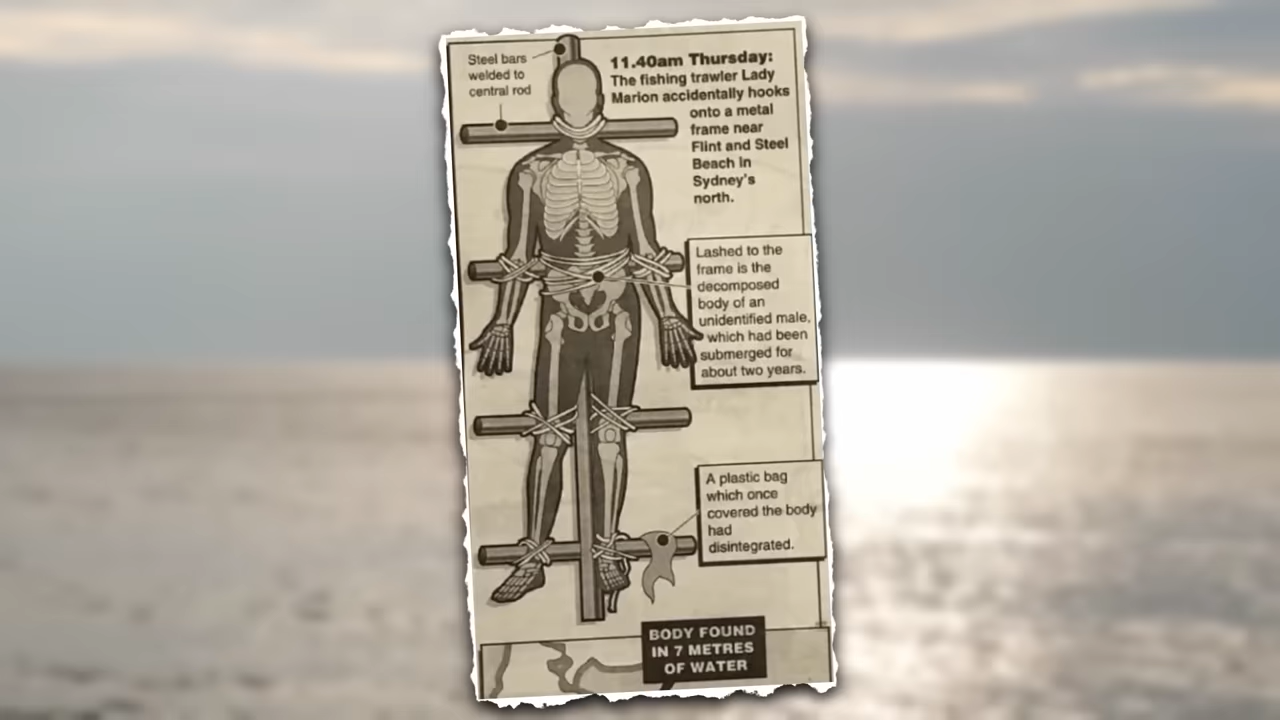 Steel bars
welded to
central rod
11.40am Thursday:
The fishing trawler Lady
Marion accidentally hooks
onto a metal
frame near
Flint and Steel
Beach in
Sydney's
north.
Lashed to the
frame is the
decomposed
body of an
unidentified male,
which had been
submerged for
about two years.
A plastic bag
which once
covered the body
had
disintegrated.
BODY FOUND
IN 7 METRES
OF WATER